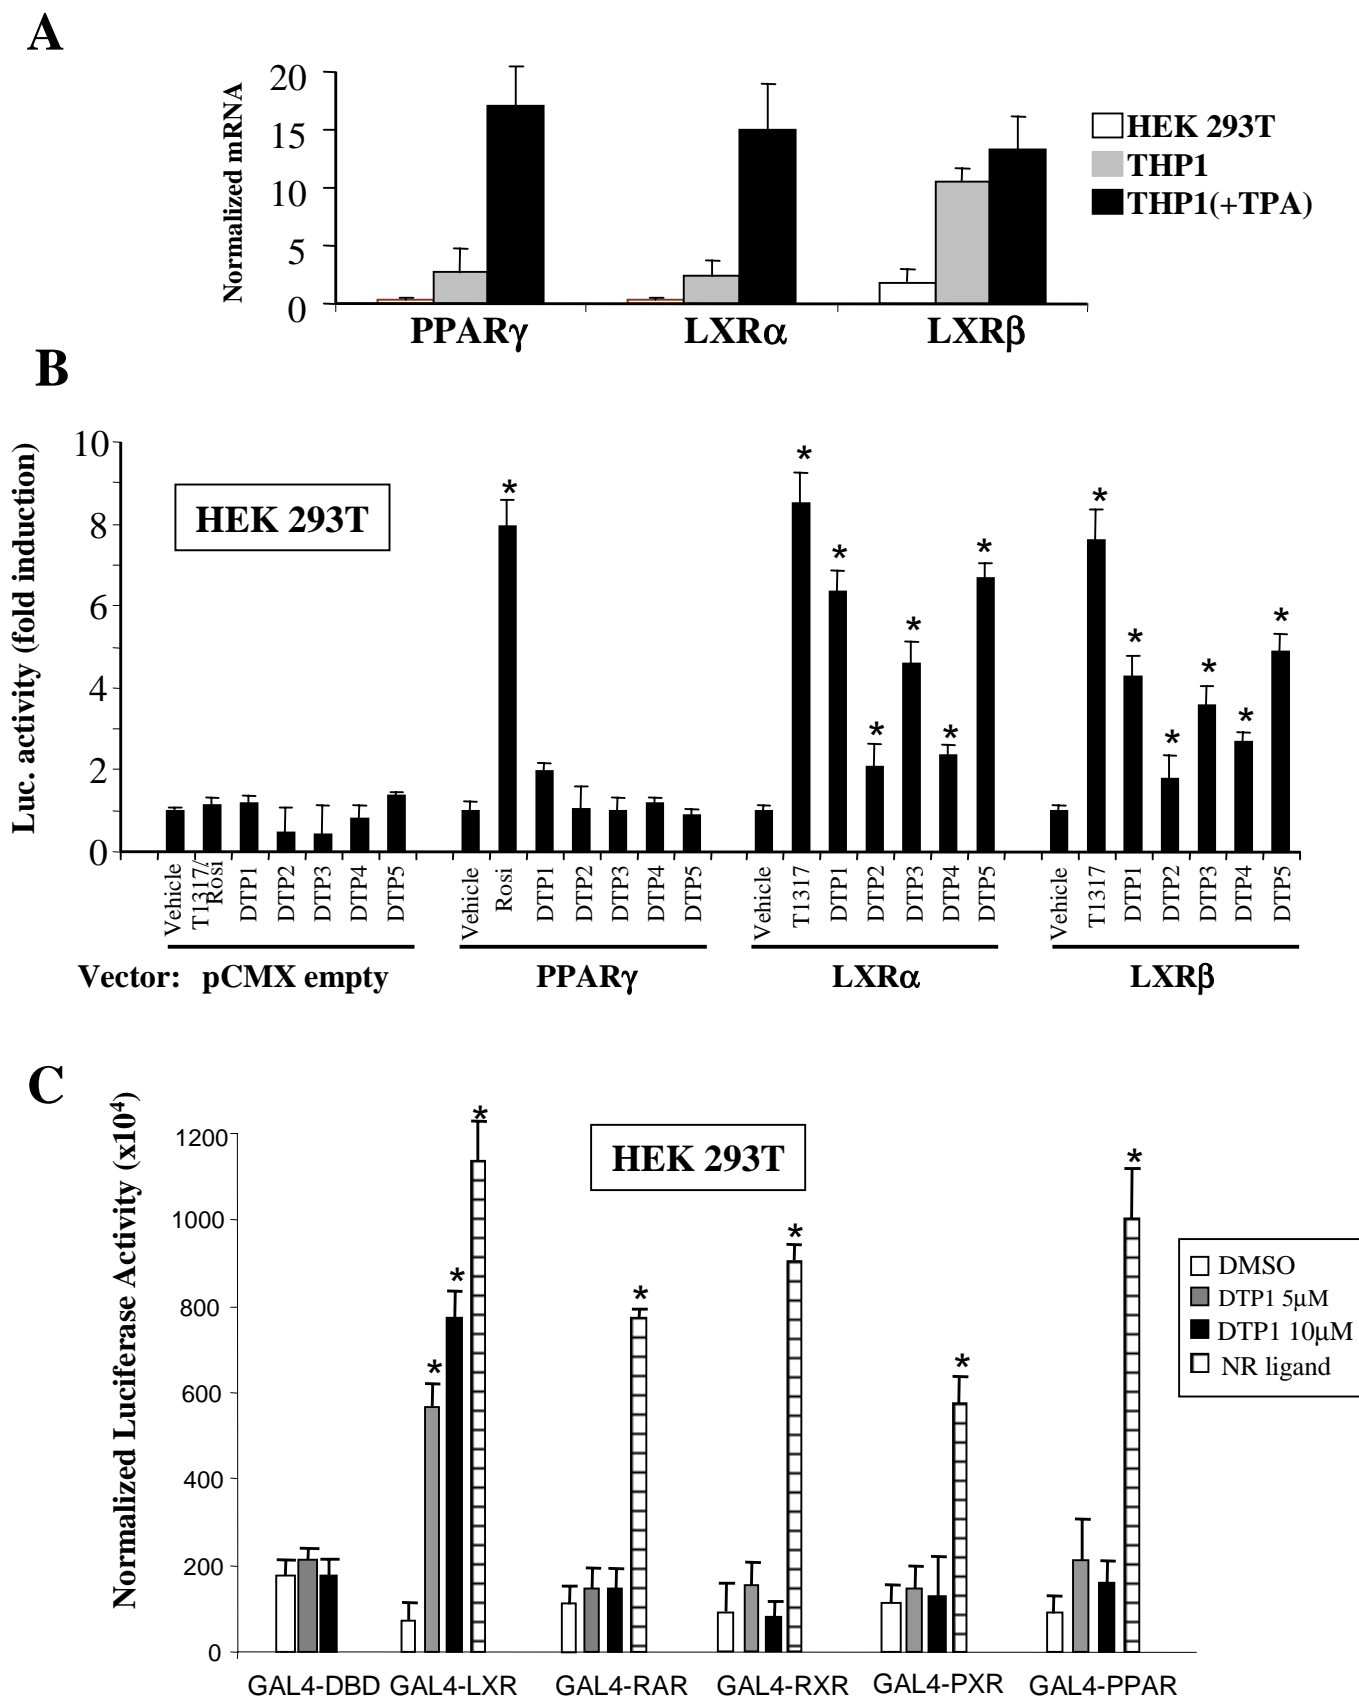 A
Normalized mRNA
20
15
10
5
0
HEK 293T
THP1
THP1(+TPA)
PPARγ LXRα LXRβ
B
Luc. activity (fold induction)
10
8
6
4
2
0
HEK 293T
* * * * * * * * * * * * *
Vehicle T1317/. Rosi DTP1 DTP2 DTP3 DTP4 DTP5
Vehicle Rosi DTP1 DTP2 DTP3 DTP4 DTP5
Vehicle T1317 DTP1 DTP2 DTP3 DTP4 DTP5
Vehicle T1317 DTP1 DTP2 DTP3 DTP4 DTP5
Vector: pCMX empty PPARγ LXRα LXRβ
C
Normalized Luciferase Activity (x10⁴)
1200
1000
800
600
400
200
0
HEK 293T
* * * * * * *
DMSO
DTP1 5µM
DTP1 10µM
NR ligand
GAL4-DBD GAL4-LXR GAL4-RAR GAL4-RXR GAL4-PXR GAL4-PPAR